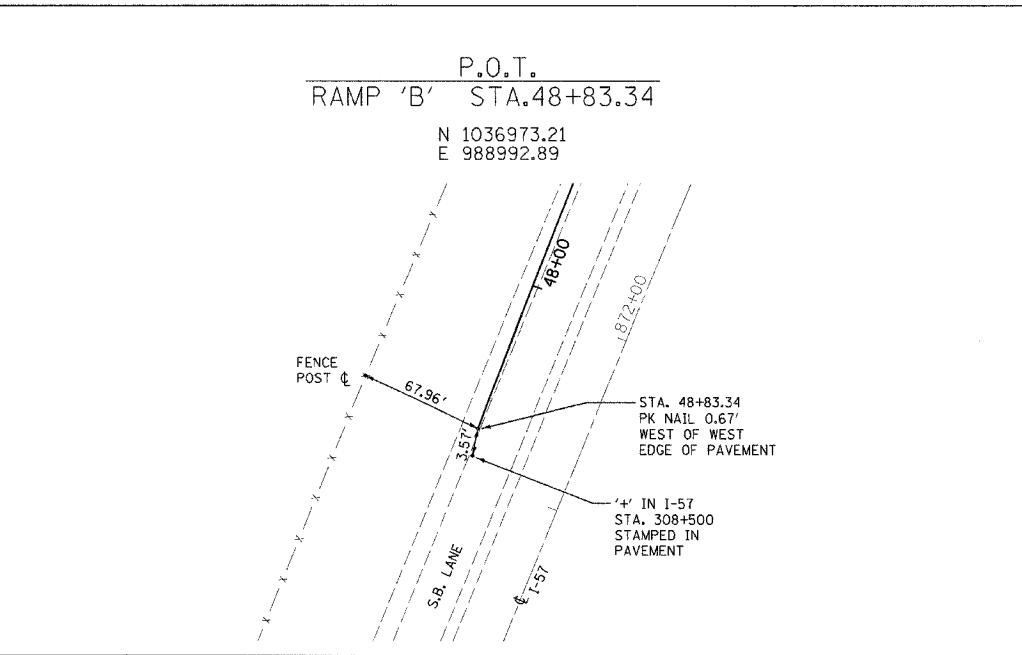 P.O.T.
RAMP 'B' STA.48+83.34
N 1036973.21
E 988992.89
48+00
872+00
FENCE
POST ℄
67.96'
3.57'
STA. 48+83.34
PK NAIL 0.67'
WEST OF WEST
EDGE OF PAVEMENT
'+' IN I-57
STA. 308+500
STAMPED IN
PAVEMENT
S.B. LANE
℄ I-57